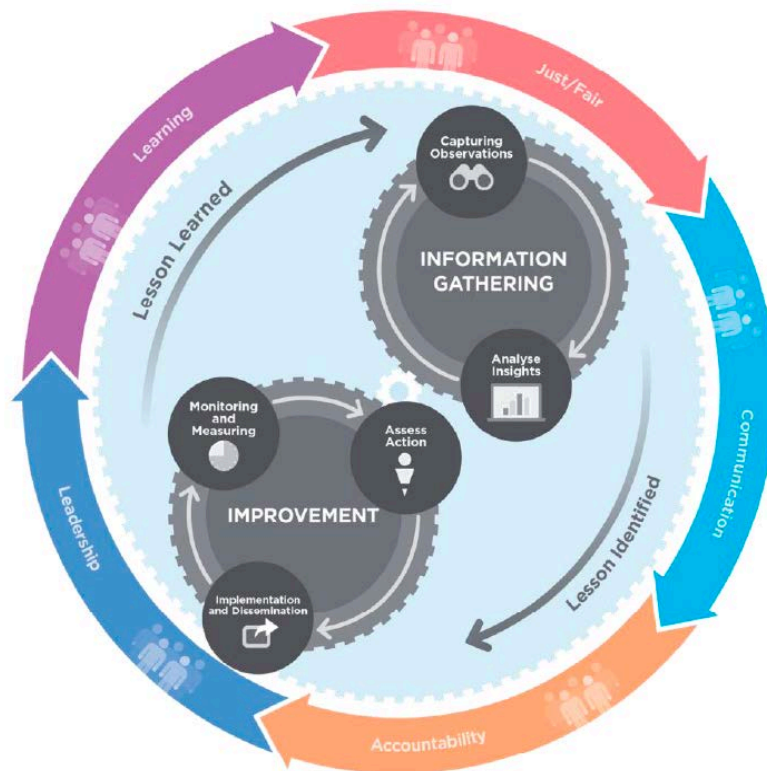 Learning
Just/Fair
Communication
Accountability
Leadership
Lesson Learned
Lesson Identified
Capturing
Observations
INFORMATION
GATHERING
Analyse
Insights
Monitoring
and
Measuring
Assess
Action
IMPROVEMENT
Implementation
and Dissemination